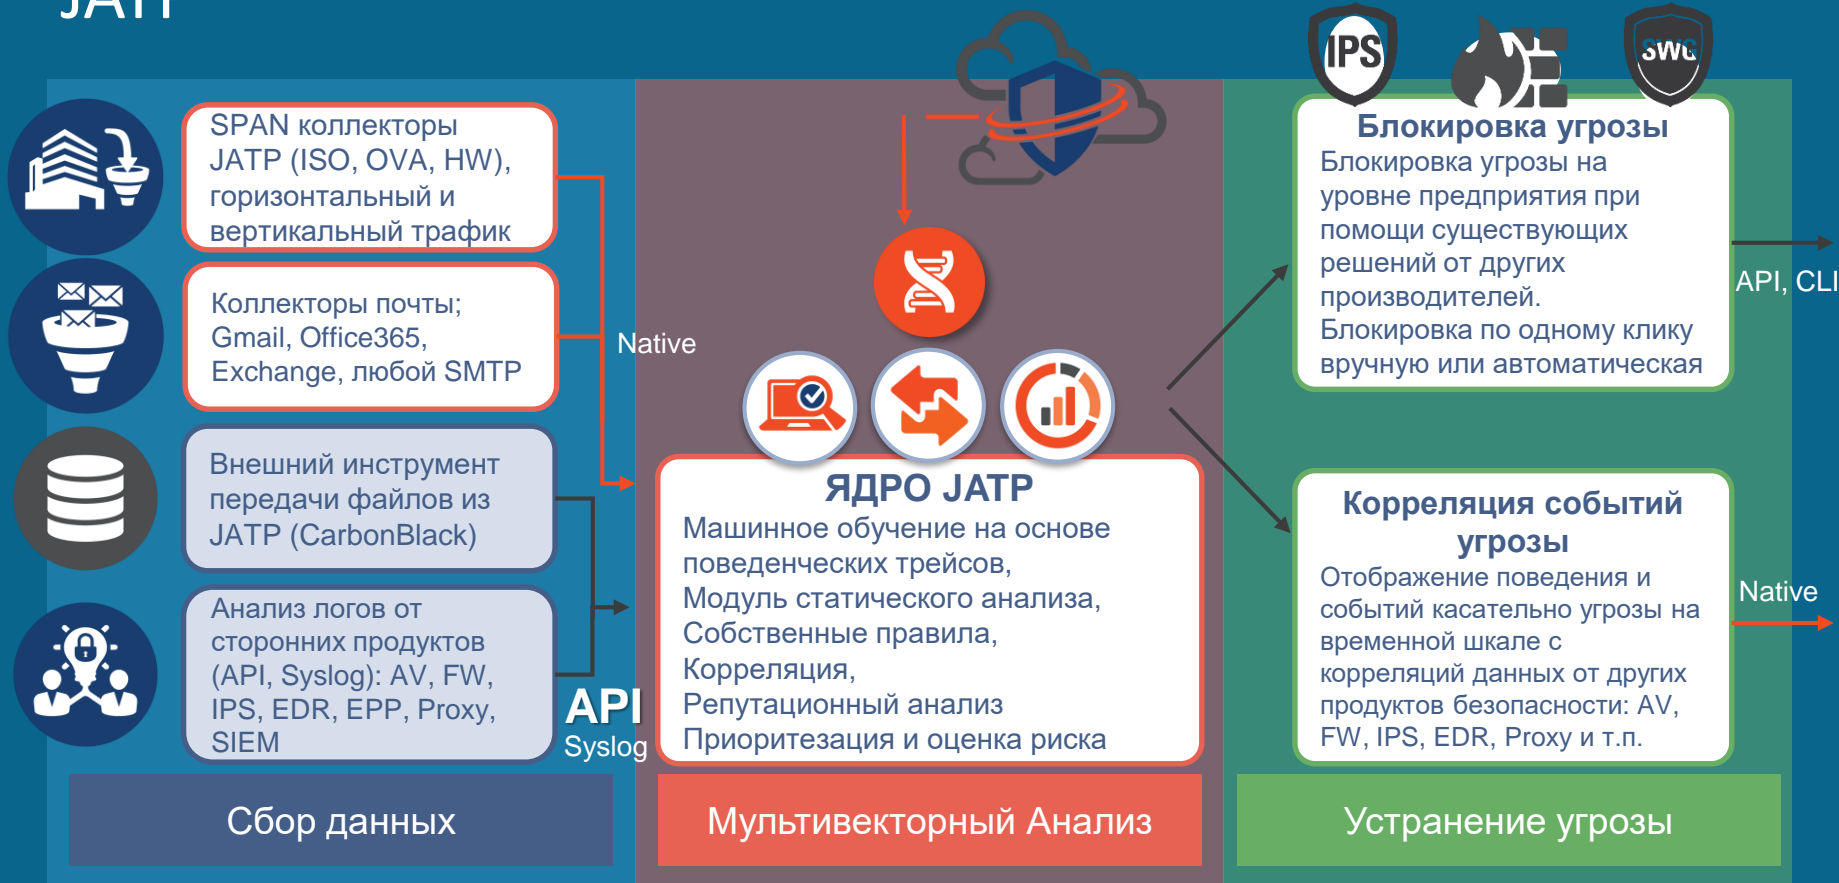 JATP
SPAN коллекторы
JATP (ISO, OVA, HW),
горизонтальный и
вертикальный трафик
Коллекторы почты;
Gmail, Office365,
Exchange, любой SMTP
Внешний инструмент
передачи файлов из
JATP (CarbonBlack)
Анализ логов от
сторонних продуктов
(API, Syslog): AV, FW,
IPS, EDR, EPP, Proxy,
SIEM
Native
API
Syslog
Сбор данных
ЯДРО JATP
Машинное обучение на основе
поведенческих трейсов,
Модуль статического анализа,
Собственные правила,
Корреляция,
Репутационный анализ
Приоритезация и оценка риска
Мультивекторный Анализ
IPS
SWG
Блокировка угрозы
Блокировка угрозы на
уровне предприятия при
помощи существующих
решений от других
производителей.
Блокировка по одному клику
вручную или автоматическая
API, CLI
Корреляция событий
угрозы
Отображение поведения и
событий касательно угрозы на
временной шкале с
корреляций данных от других
продуктов безопасности: AV,
FW, IPS, EDR, Proxy и т.п.
Native
Устранение угрозы